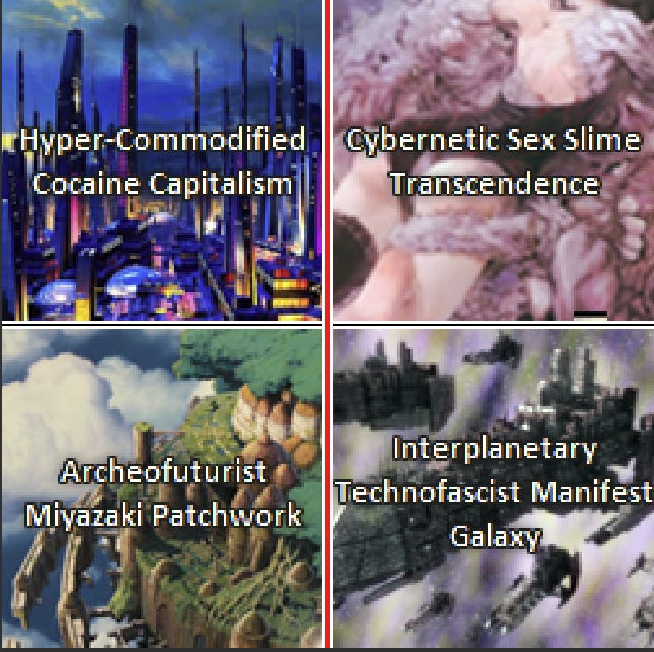 Hyper-Commodified
Cocaine Capitalism
Cybernetic Sex Slime
Transcendence
Archeofuturist
Miyazaki Patchwork
Interplanetary
Technofascist Manifest
Galaxy